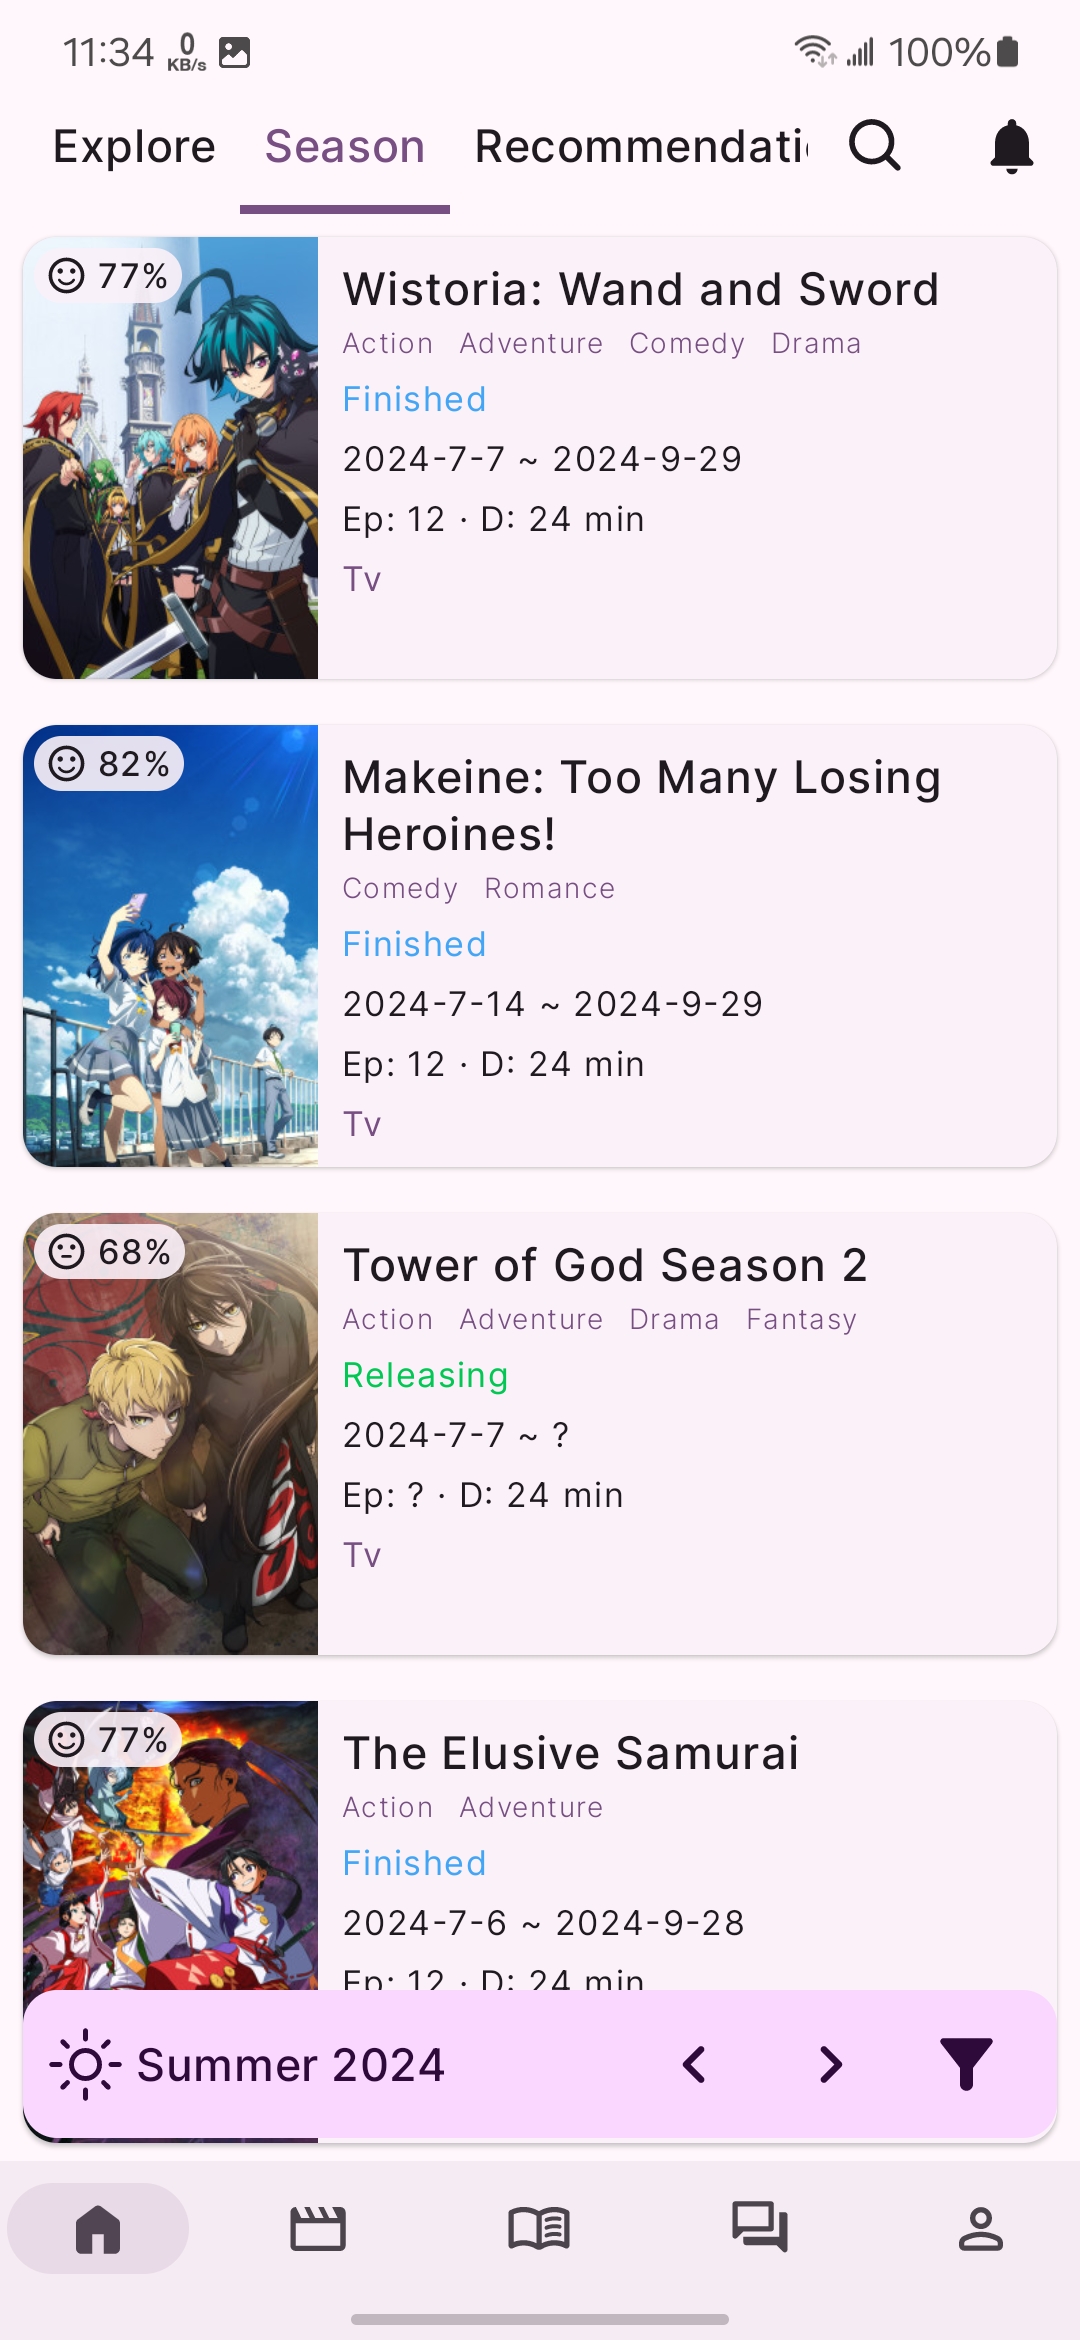 11:34 0 KB/s 100%
Explore Season Recommendati
77%
Wistoria: Wand and Sword
Action Adventure Comedy Drama
Finished
2024-7-7 ~ 2024-9-29
Ep: 12 · D: 24 min
Tv
82%
Makeine: Too Many Losing
Heroines!
Comedy Romance
Finished
2024-7-14 ~ 2024-9-29
Ep: 12 · D: 24 min
Tv
68%
Tower of God Season 2
Action Adventure Drama Fantasy
Releasing
2024-7-7 ~ ?
Ep: ? · D: 24 min
Tv
77%
The Elusive Samurai
Action Adventure
Finished
2024-7-6 ~ 2024-9-28
Ep: 12 · D: 24 min
Summer 2024